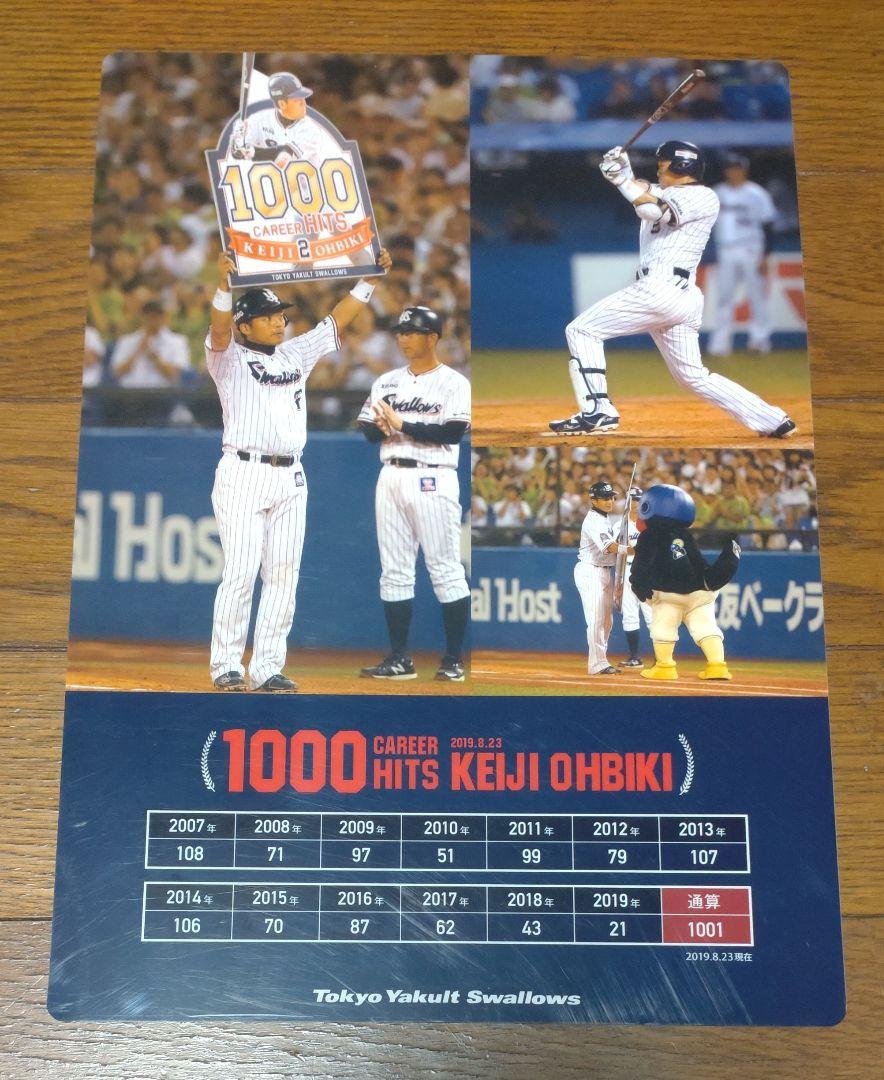 1000
CAREER HITS
KEIJI 2 OHBIKI
TOKYO YAKULT SWALLOWS
Swallows
Swallows
al Host
al Host
友ベークラ
1000 CAREER HITS 2019.8.23 KEIJI OHBIKI
2007年 2008年 2009年 2010年 2011年 2012年 2013年
108 71 97 51 99 79 107
2014年 2015年 2016年 2017年 2018年 2019年 通算
106 70 87 62 43 21 1001
2019.8.23現在
Tokyo Yakult Swallows